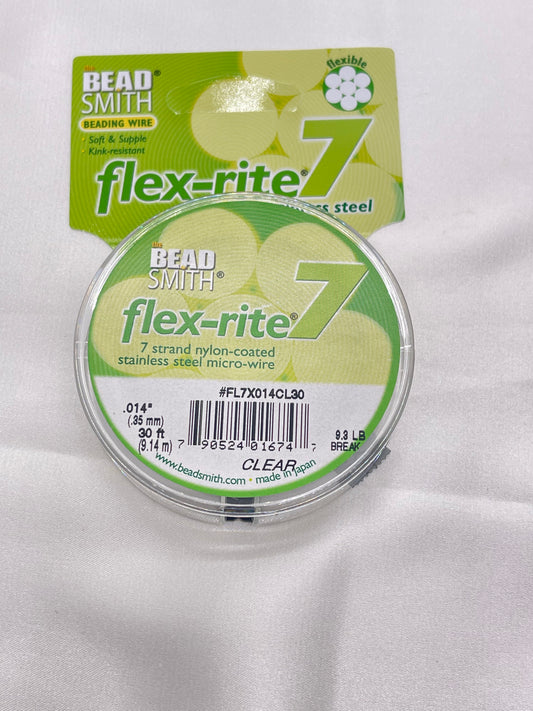 the
BEAD®
SMITH
BEADING WIRE
• Soft & Supple
• Kink-resistant
flexible
flex-rite® 7
steel
the
BEAD
SMITH®
flex-rite® 7
7 strand nylon-coated
stainless steel micro-wire
#FL7X014CL30
.014"
(.35 mm)
30 ft
(9.14 m)
7 90524 01674 7
9.3 LB
BREAK
CLEAR
www.beadsmith.com • made in Japan